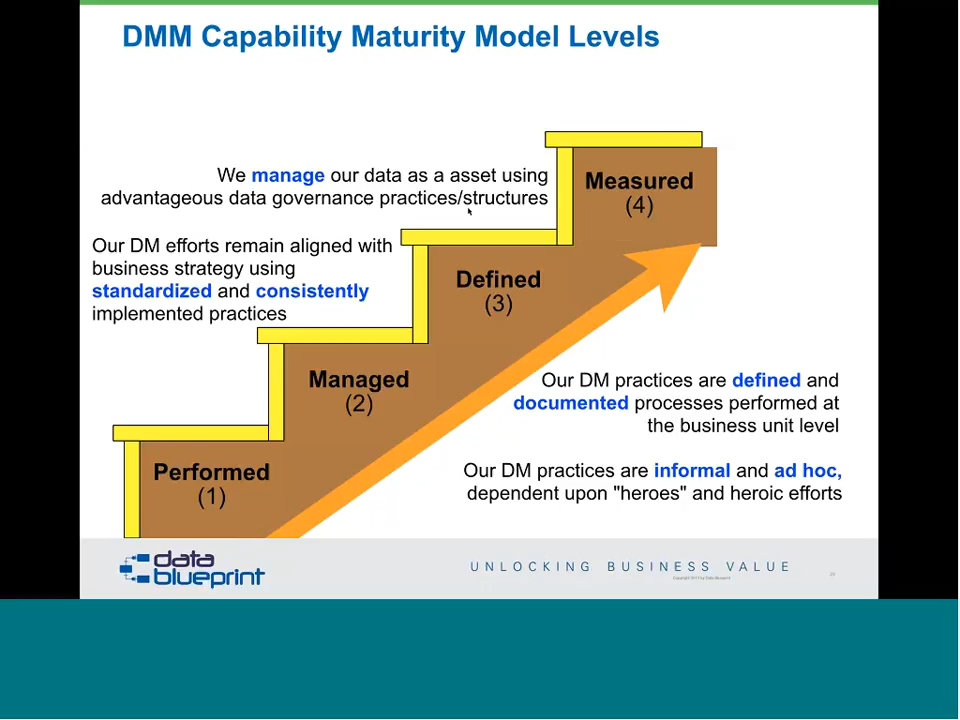 DMM Capability Maturity Model Levels
We manage our data as a asset using
advantageous data governance practices/structures
Measured
(4)
Our DM efforts remain aligned with
business strategy using
standardized and consistently
implemented practices
Defined
(3)
Managed
(2)
Our DM practices are defined and
documented processes performed at
the business unit level
Performed
(1)
Our DM practices are informal and ad hoc,
dependent upon "heroes" and heroic efforts
data
blueprint
UNLOCKING BUSINESS VALUE